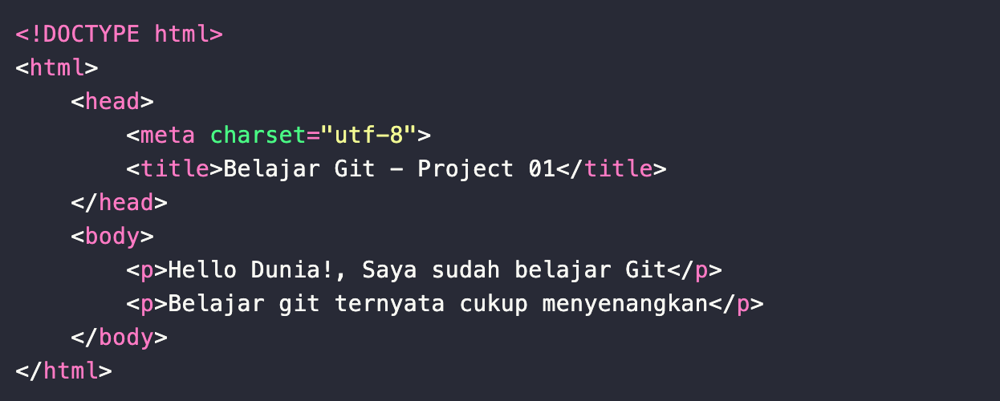 <!DOCTYPE html>
<html>
    <head>
        <meta charset="utf-8">
        <title>Belajar Git - Project 01</title>
    </head>
    <body>
        <p>Hello Dunia!, Saya sudah belajar Git</p>
        <p>Belajar git ternyata cukup menyenangkan</p>
    </body>
</html>